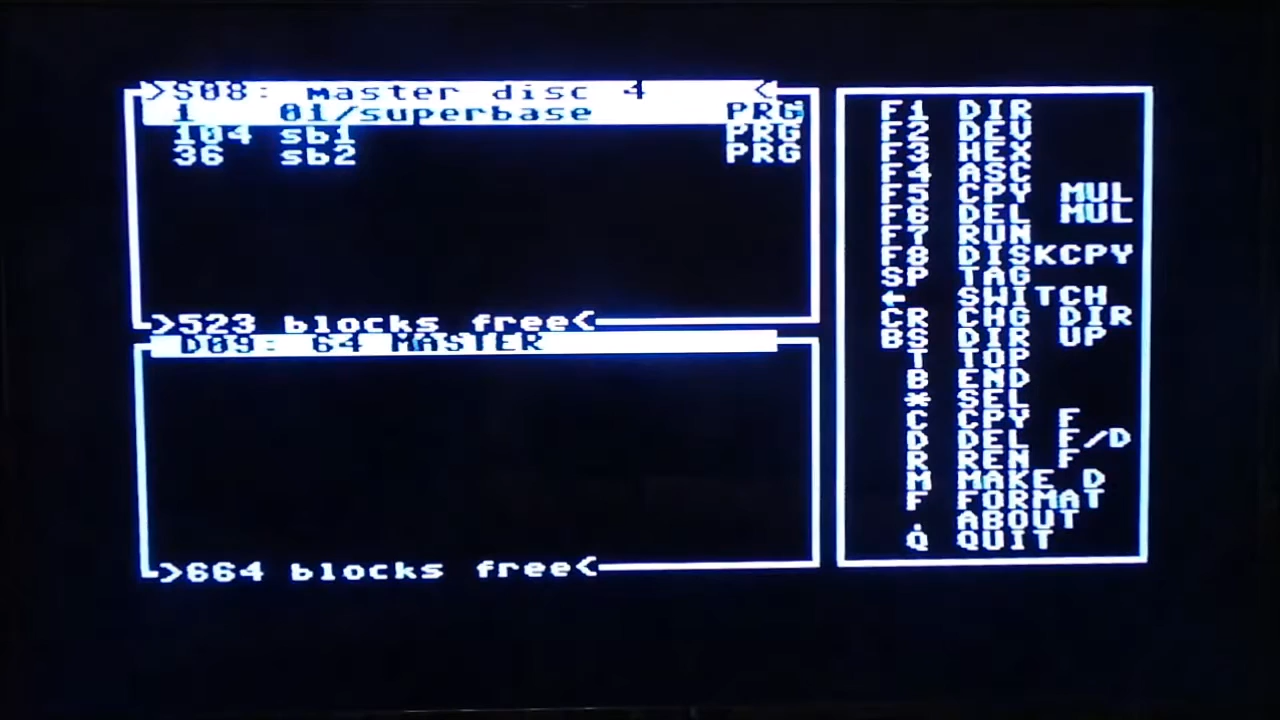 >S08: master disc 4 <
1 01/superbase PRG
104 sb1 PRG
36 sb2 PRG
>523 blocks free<
D09: 64 MASTER
>664 blocks free<
F1 DIR
F2 DEV
F3 HEX
F4 ASC
F5 CPY MUL
F6 DEL MUL
F7 RUN
F8 DISKCPY
SP TAG
← SWITCH
CR CHG DIR
BS DIR UP
T TOP
B END
* SEL
C CPY F
D DEL F/D
R REN F
M MAKE D
F FORMAT
. ABOUT
Q QUIT